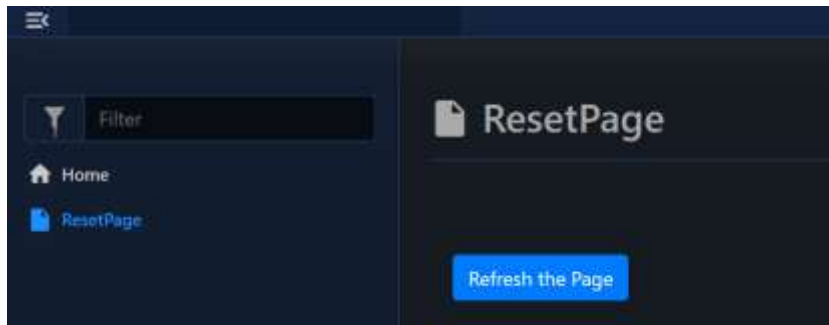 Filter
Home
ResetPage
ResetPage
Refresh the Page